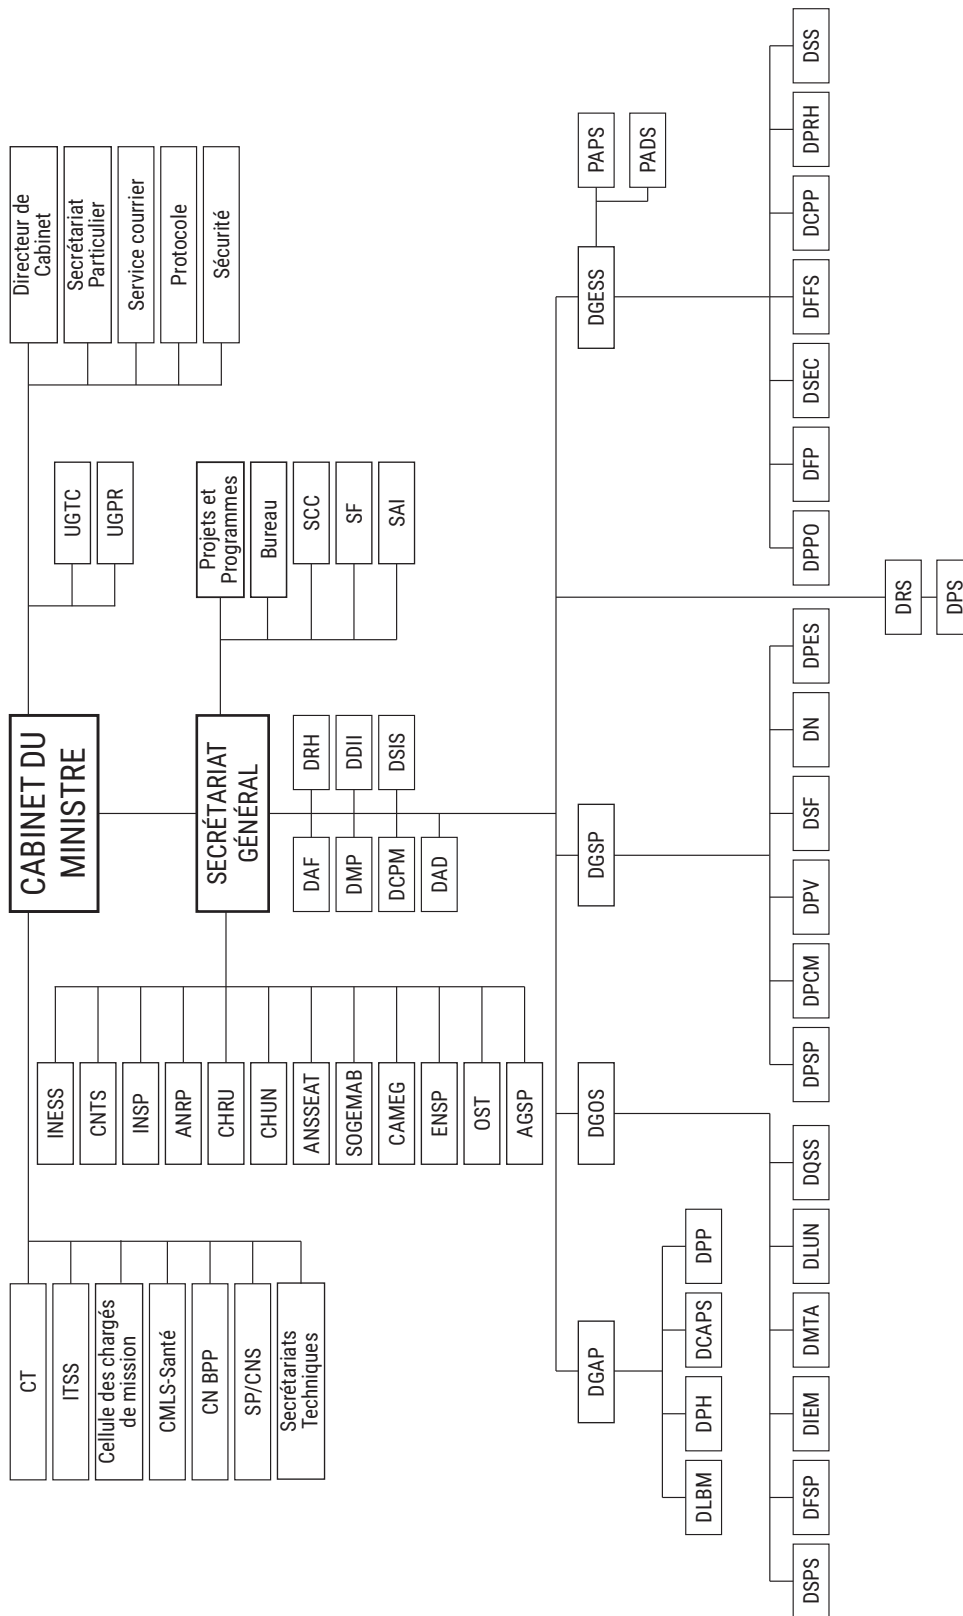 CABINET DU
MINISTRE
CT
ITSS
Cellule des chargés
de mission
CMLS-Santé
CN BPP
SP/CNS
Secrétariats
Techniques
UGTC
UGPR
Directeur de
Cabinet
Secrétariat
Particulier
Service courrier
Protocole
Sécurité
SECRÉTARIAT
GÉNÉRAL
INESS
CNTS
INSP
ANRP
CHRU
CHUN
ANSSEAT
SOGEMAB
CAMEG
ENSP
OST
AGSP
Projets et
Programmes
Bureau
SCC
SF
SAI
DAF
DRH
DMP
DDII
DCPM
DSIS
DAD
DGAP
DGOS
DGSP
DGESS
PAPS
PADS
DLBM
DPH
DCAPS
DPP
DSPS
DFSP
DIEM
DMTA
DLUN
DQSS
DPSP
DPCM
DPV
DSF
DN
DPES
DPPO
DFP
DSEC
DFFS
DCPP
DPRH
DSS
DRS
DPS